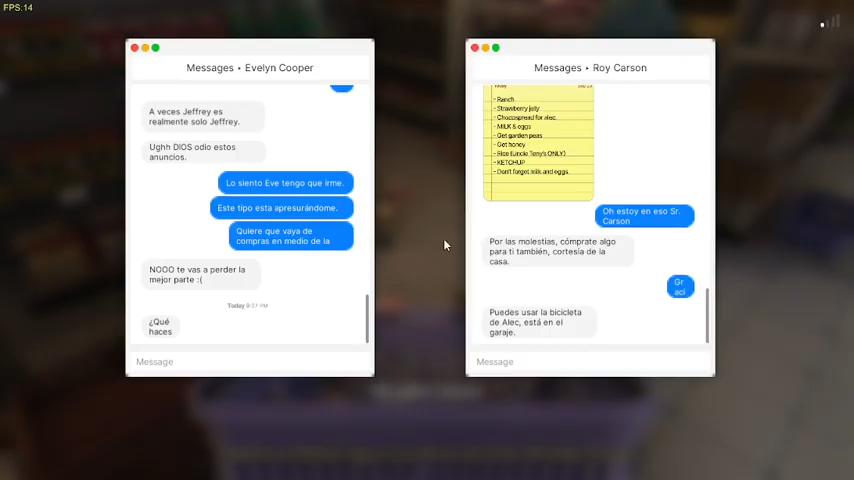 FPS:14
Messages • Evelyn Cooper
A veces Jeffrey es
realmente solo Jeffrey.
Ughh DIOS odio estos
anuncios.
Lo siento Eve tengo que irme.
Este tipo esta apresurándome.
Quiere que vaya de
compras en medio de la
NOOO te vas a perder la
mejor parte :(
Today 9:37 PM
¿Qué
haces
Message
Messages • Roy Carson
- Ranch
- Strawberry jelly
- Chocospread for alec.
- MILK & eggs
- Get garden peas
- Get honey
- Rice (Uncle Tony's ONLY)
- KETCHUP
- Don't forget milk and eggs.
Oh estoy en eso Sr.
Carson
Por las molestias, cómprate algo
para ti también, cortesía de la
casa.
Gr
aci
Puedes usar la bicicleta
de Alec, está en el
garaje.
Message